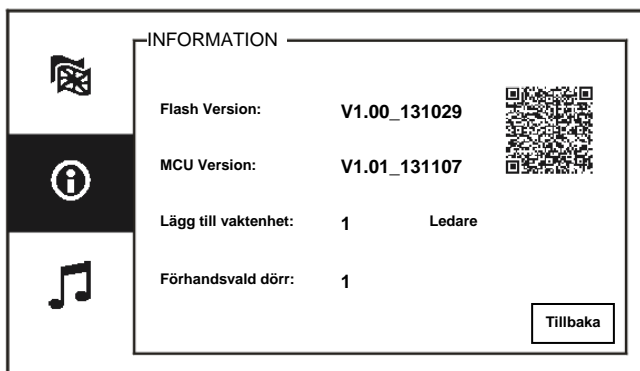 INFORMATION
Flash Version: V1.00_131029
MCU Version: V1.01_131107
Lägg till vaktenhet: 1 Ledare
Förhandsvald dörr: 1
Tillbaka